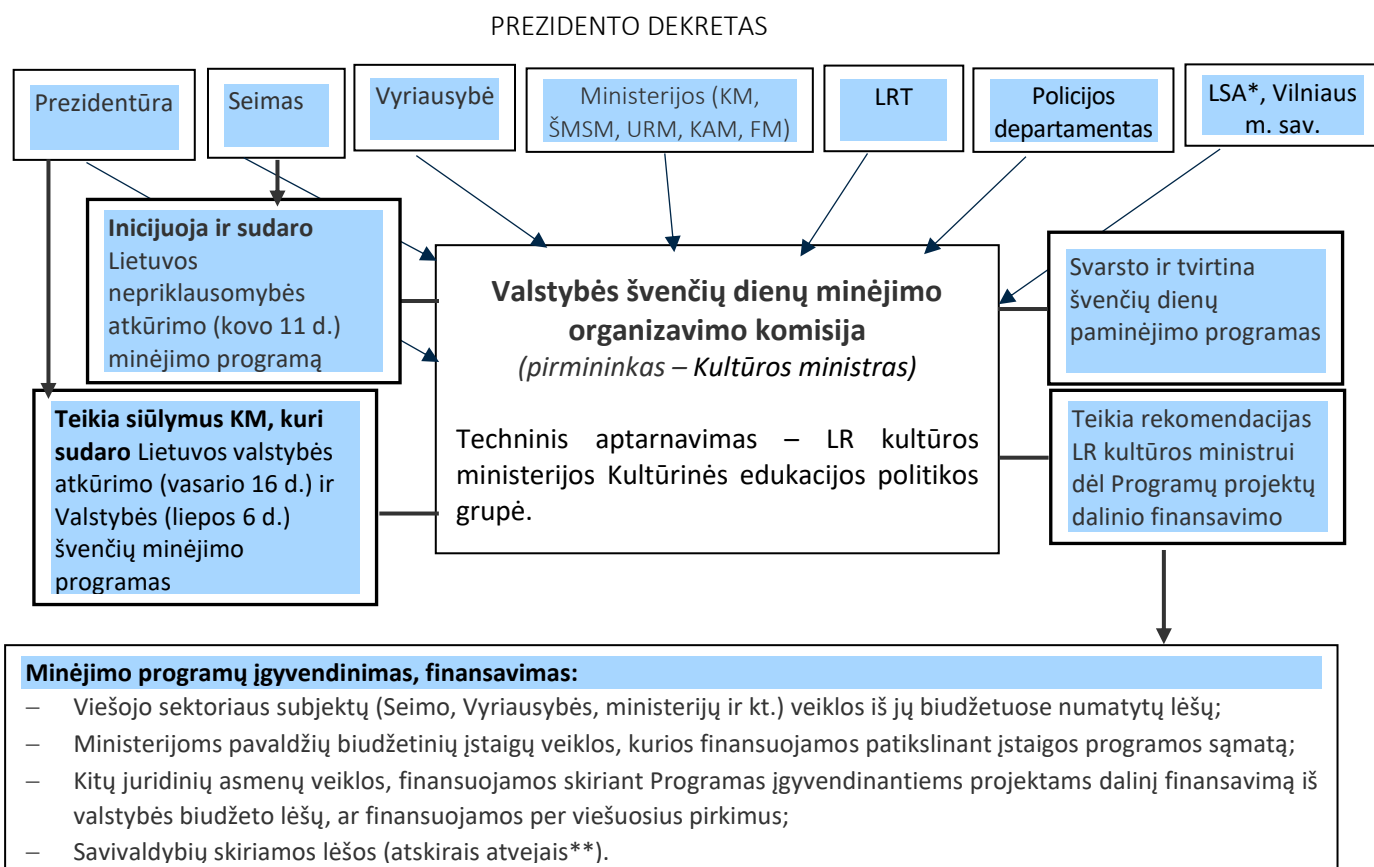 PREZIDENTO DEKRETAS
Prezidentūra
Seimas
Vyriausybė
Ministerijos (KM,
ŠMSM, URM, KAM, FM)
LRT
Policijos
departamentas
LSA*, Vilniaus
m. sav.
Inicijuoja ir sudaro
Lietuvos
nepriklausomybės
atkūrimo (kovo 11 d.)
minėjimo programą
Teikia siūlymus KM, kuri
sudaro Lietuvos valstybės
atkūrimo (vasario 16 d.) ir
Valstybės (liepos 6 d.)
švenčių minėjimo
programas
Valstybės švenčių dienų minėjimo
organizavimo komisija
(pirmininkas – Kultūros ministras)
Techninis aptarnavimas – LR kultūros
ministerijos Kultūrinės edukacijos politikos
grupė.
Svarsto ir tvirtina
švenčių dienų
paminėjimo programas
Teikia rekomendacijas
LR kultūros ministrui
dėl Programų projektų
dalinio finansavimo
Minėjimo programų įgyvendinimas, finansavimas:
– Viešojo sektoriaus subjektų (Seimo, Vyriausybės, ministerijų ir kt.) veiklos iš jų biudžetuose numatytų lėšų;
– Ministerijoms pavaldžių biudžetinių įstaigų veiklos, kurios finansuojamos patikslinant įstaigos programos sąmatą;
– Kitų juridinių asmenų veiklos, finansuojamos skiriant Programas įgyvendinantiems projektams dalinį finansavimą iš
valstybės biudžeto lėšų, ar finansuojamos per viešuosius pirkimus;
– Savivaldybių skiriamos lėšos (atskirais atvejais**).